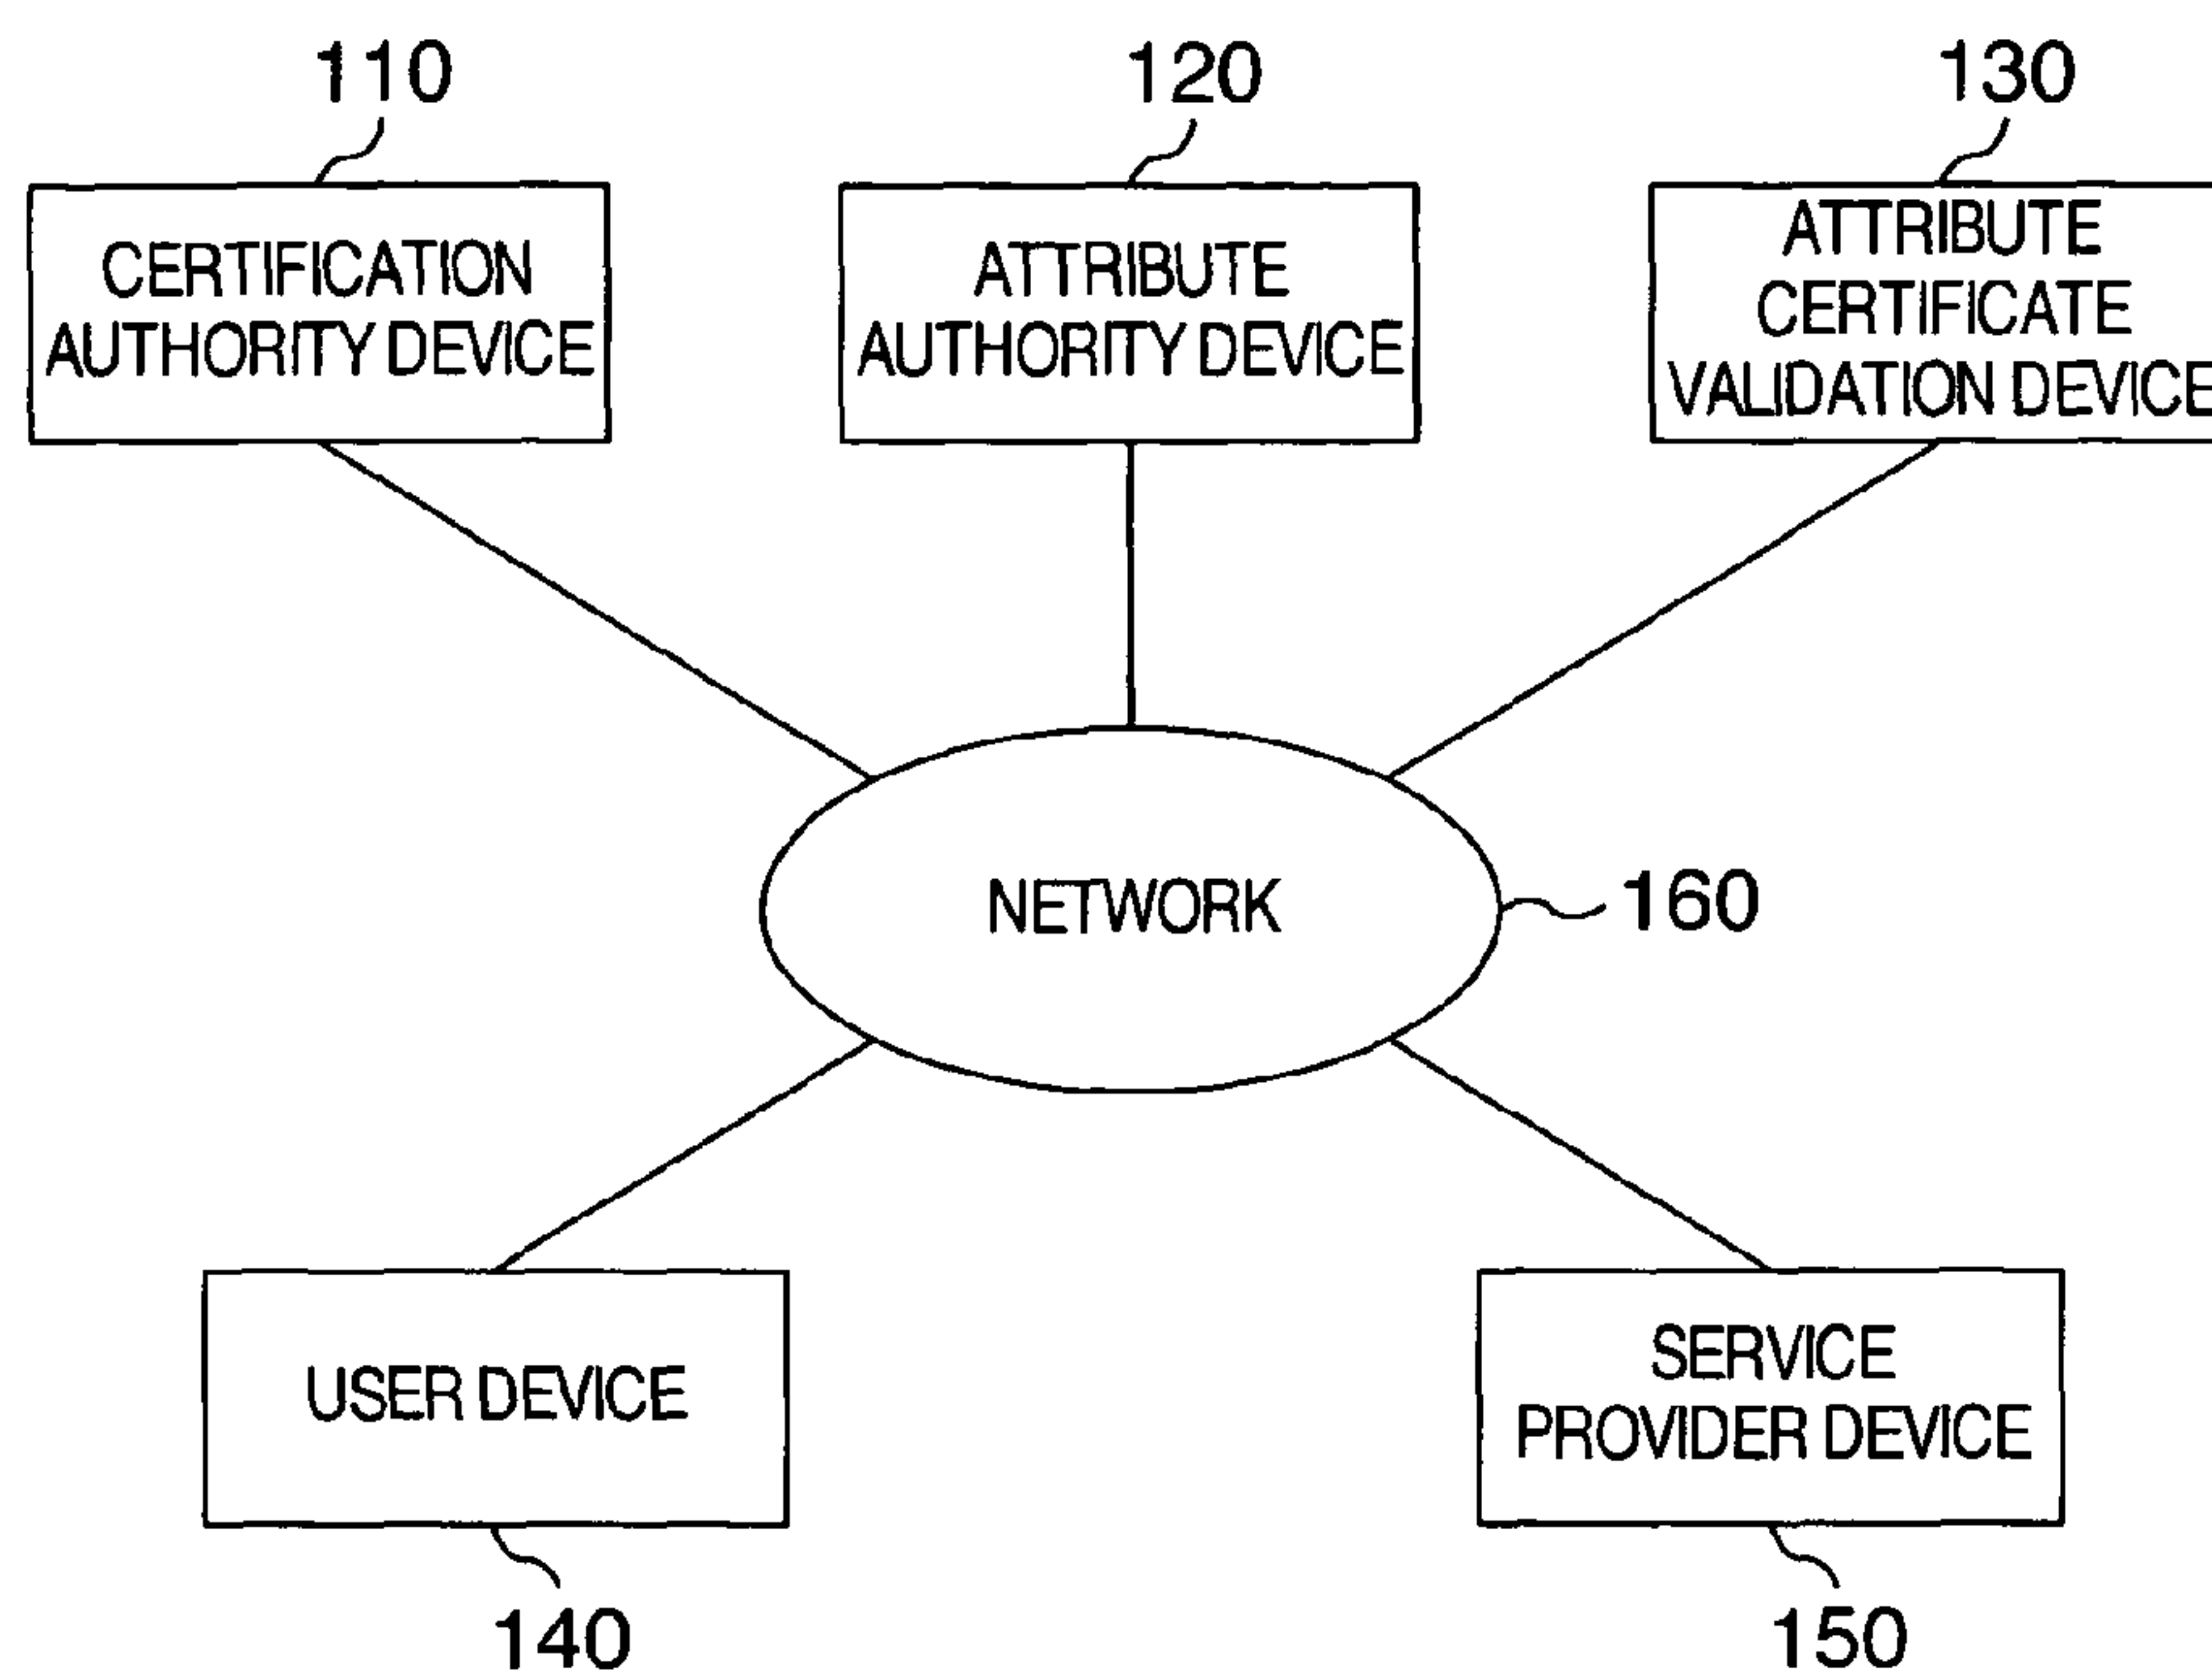 110
120
130
CERTIFICATION
AUTHORITY DEVICE
ATTRIBUTE
AUTHORITY DEVICE
ATTRIBUTE
CERTIFICATE
VALIDATION DEVICE
NETWORK
160
USER DEVICE
SERVICE
PROVIDER DEVICE
140
150